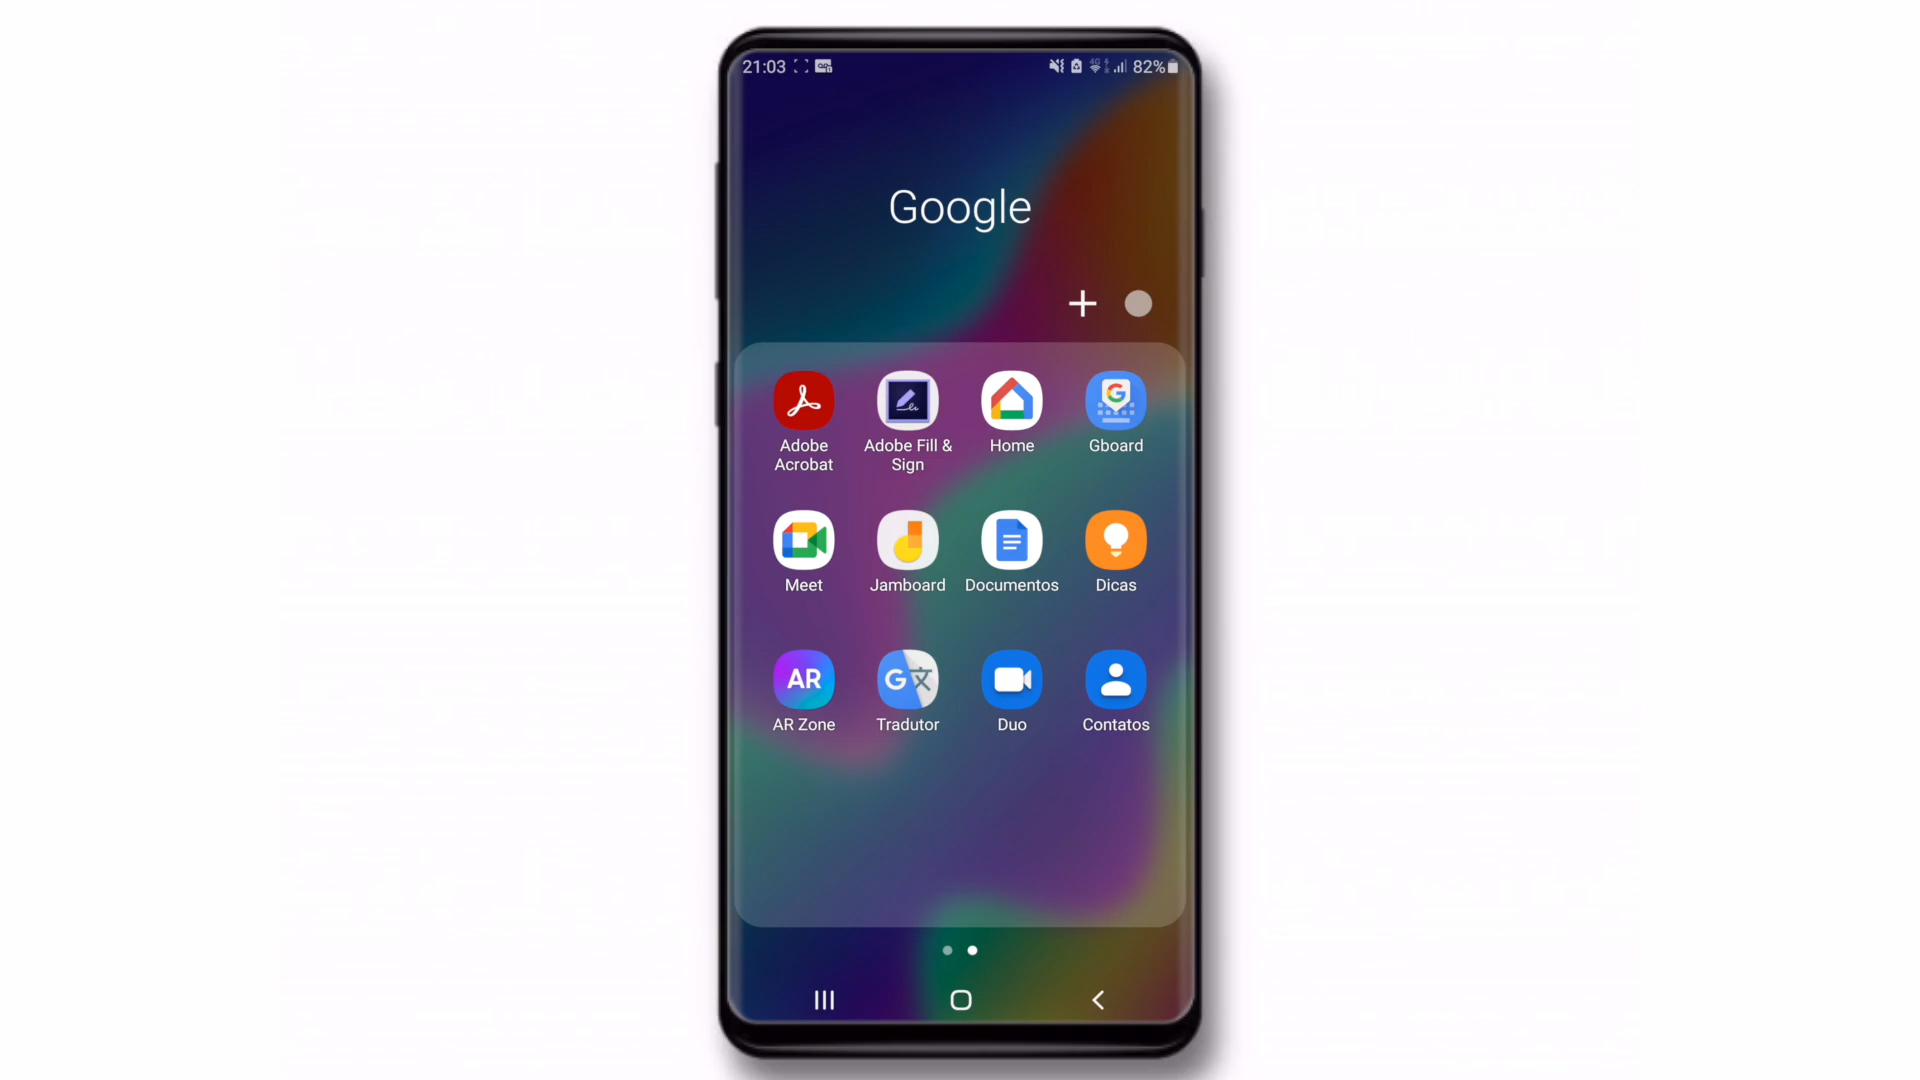 21:03 82%
Google
Adobe Acrobat
Adobe Fill & Sign
Home
Gboard
Meet
Jamboard
Documentos
Dicas
AR
AR Zone
Tradutor
Duo
Contatos